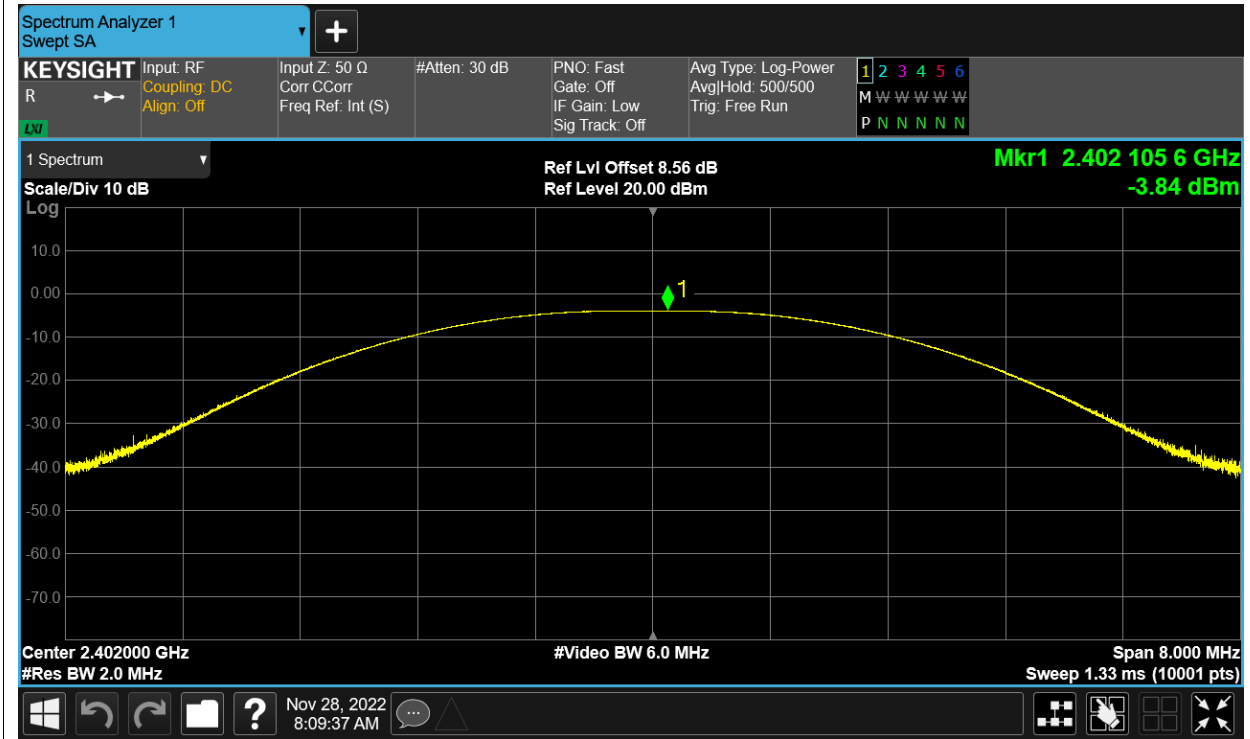 Spectrum Analyzer 1
Swept SA
▼
+
KEYSIGHT
R
LXI
Input: RF
Coupling: DC
Align: Off
Input Z: 50 Ω
Corr CCorr
Freq Ref: Int (S)
#Atten: 30 dB
PNO: Fast
Gate: Off
IF Gain: Low
Sig Track: Off
Avg Type: Log-Power
Avg|Hold: 500/500
Trig: Free Run
1 2 3 4 5 6
M W W W W W
P N N N N N
1 Spectrum ▼
Scale/Div 10 dB
Log
Ref Lvl Offset 8.56 dB
Ref Level 20.00 dBm
Mkr1 2.402 105 6 GHz
-3.84 dBm
10.0
0.00
-10.0
-20.0
-30.0
-40.0
-50.0
-60.0
-70.0
1
Center 2.402000 GHz
#Res BW 2.0 MHz
#Video BW 6.0 MHz
Span 8.000 MHz
Sweep 1.33 ms (10001 pts)
?
Nov 28, 2022
8:09:37 AM